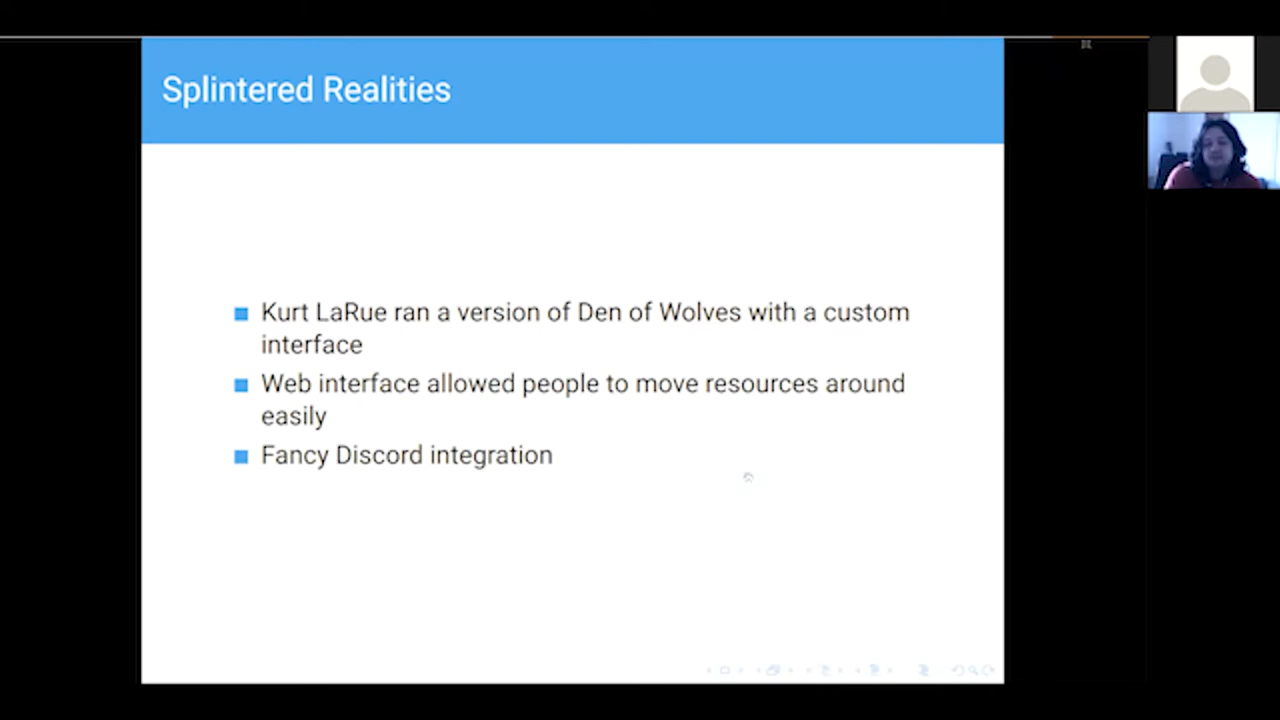 Splintered Realities
Kurt LaRue ran a version of Den of Wolves with a custom
interface
Web interface allowed people to move resources around
easily
Fancy Discord integration